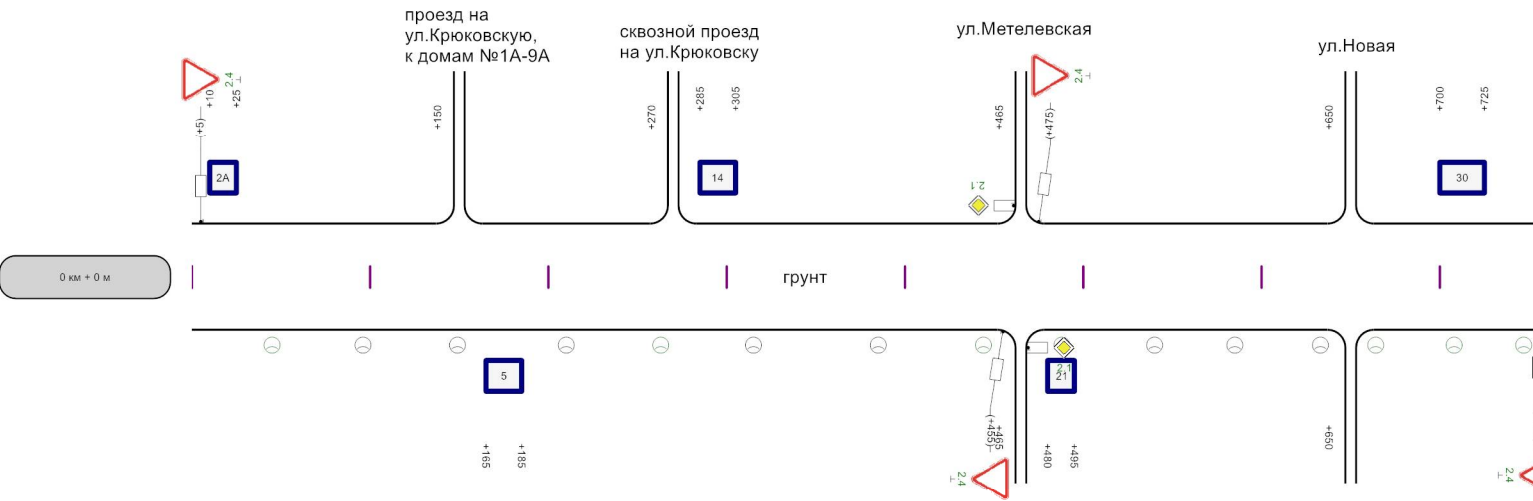 проезд на
ул.Крюковскую,
к домам №1А-9А
сквозной проезд
на ул.Крюковску
ул.Метелевская
ул.Новая
2.4
+10
+25
(+5)
+150
+270
+285
+305
+465
2.4
(+475)
+650
+700
+725
2А
14
2.1
30
0 км + 0 м
грунт
5
2.1
21
+165
+185
(+455)
+465
+480
+495
+650
2.4
2.4